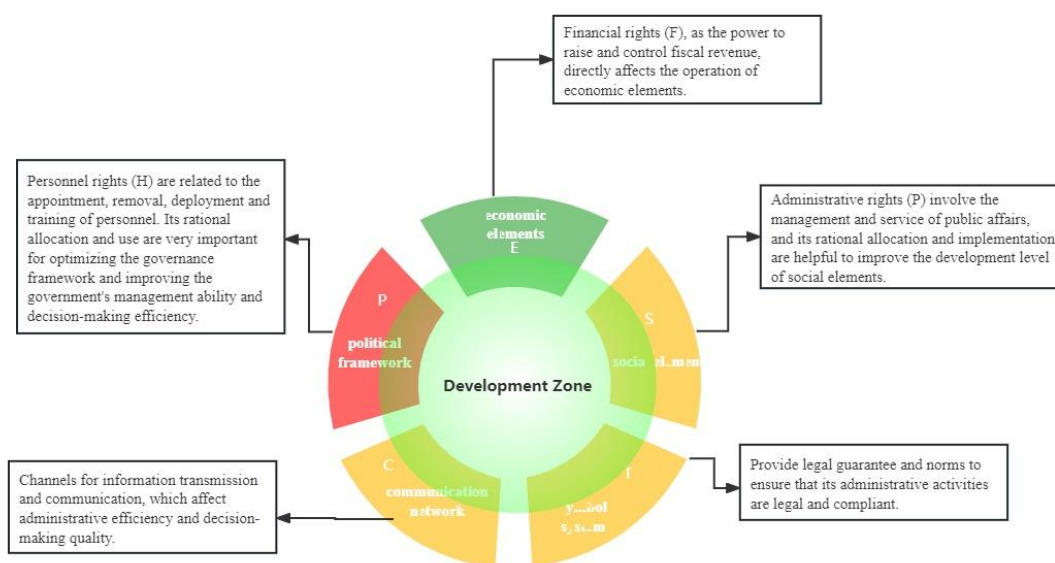 Financial rights (F), as the power to
raise and control fiscal revenue,
directly affects the operation of
economic elements.
Personnel rights (H) are related to the
appointment, removal, deployment and
training of personnel. Its rational
allocation and use are very important
for optimizing the governance
framework and improving the
government's management ability and
decision-making efficiency.
Administrative rights (P) involve the
management and service of public affairs,
and its rational allocation and implementation
are helpful to improve the development level
of social elements.
economic
elements
E
P
political
framework
S
Development Zone
C
communication
network
I
Channels for information transmission
and communication, which affect
administrative efficiency and decision-
making quality.
Provide legal guarantee and norms to
ensure that its administrative activities
are legal and compliant.